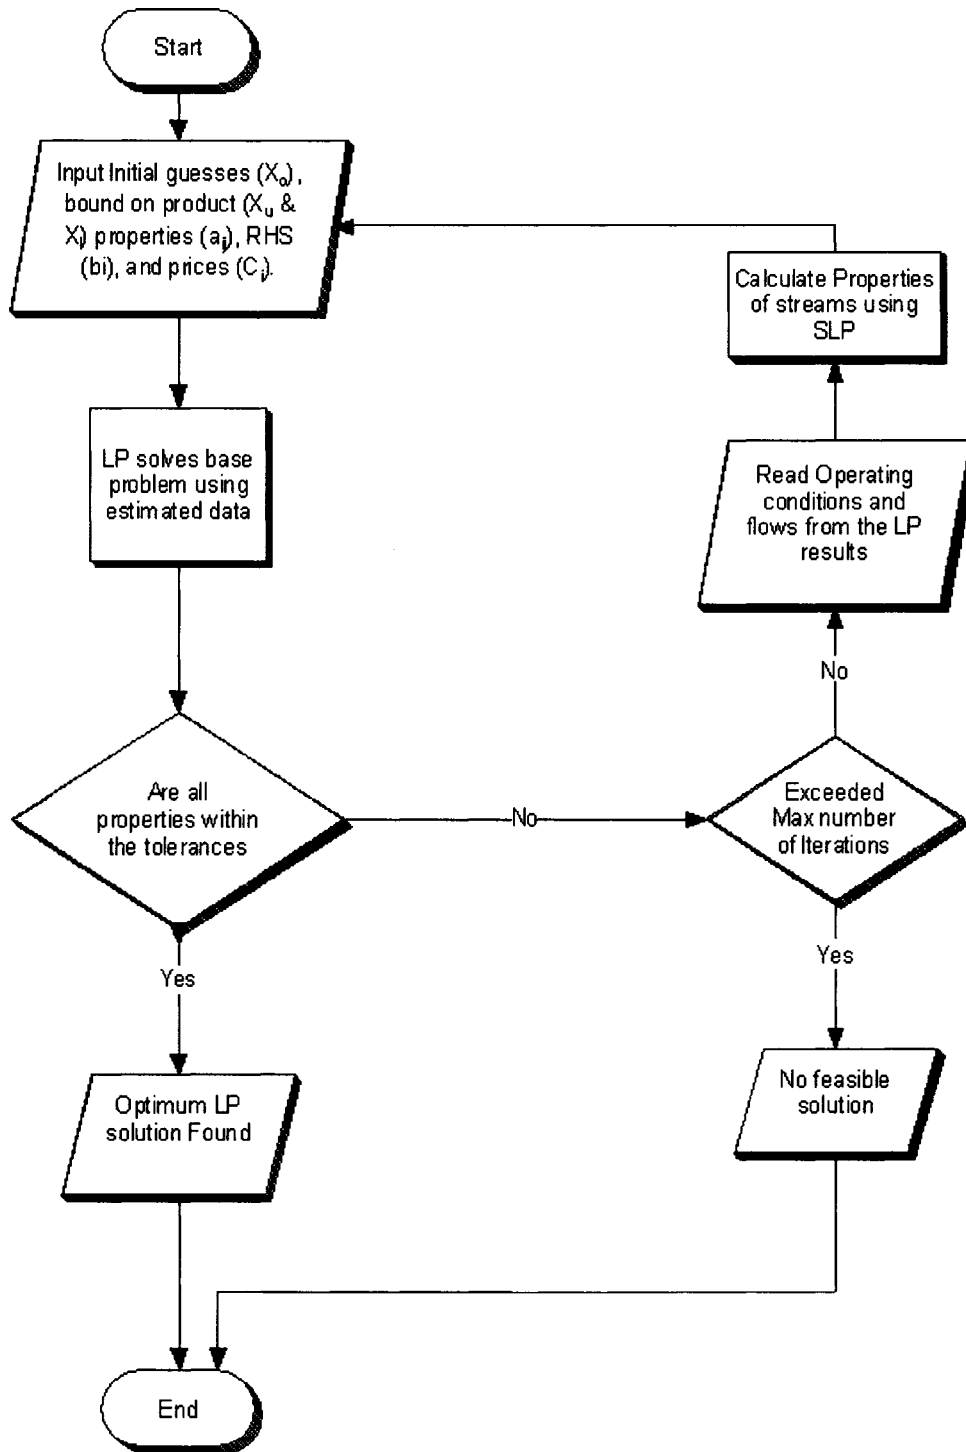 Start
Input Initial guesses (Xo),
bound on product (Xu &
Xl) properties (aij), RHS
(bi), and prices (Ci).
LP solves base
problem using
estimated data
Are all
properties within
the tolerances
Yes
Optimum LP
solution Found
End
No
Exceeded
Max number
of Iterations
No
Read Operating
conditions and
flows from the LP
results
Calculate Properties
of streams using
SLP
Yes
No feasible
solution